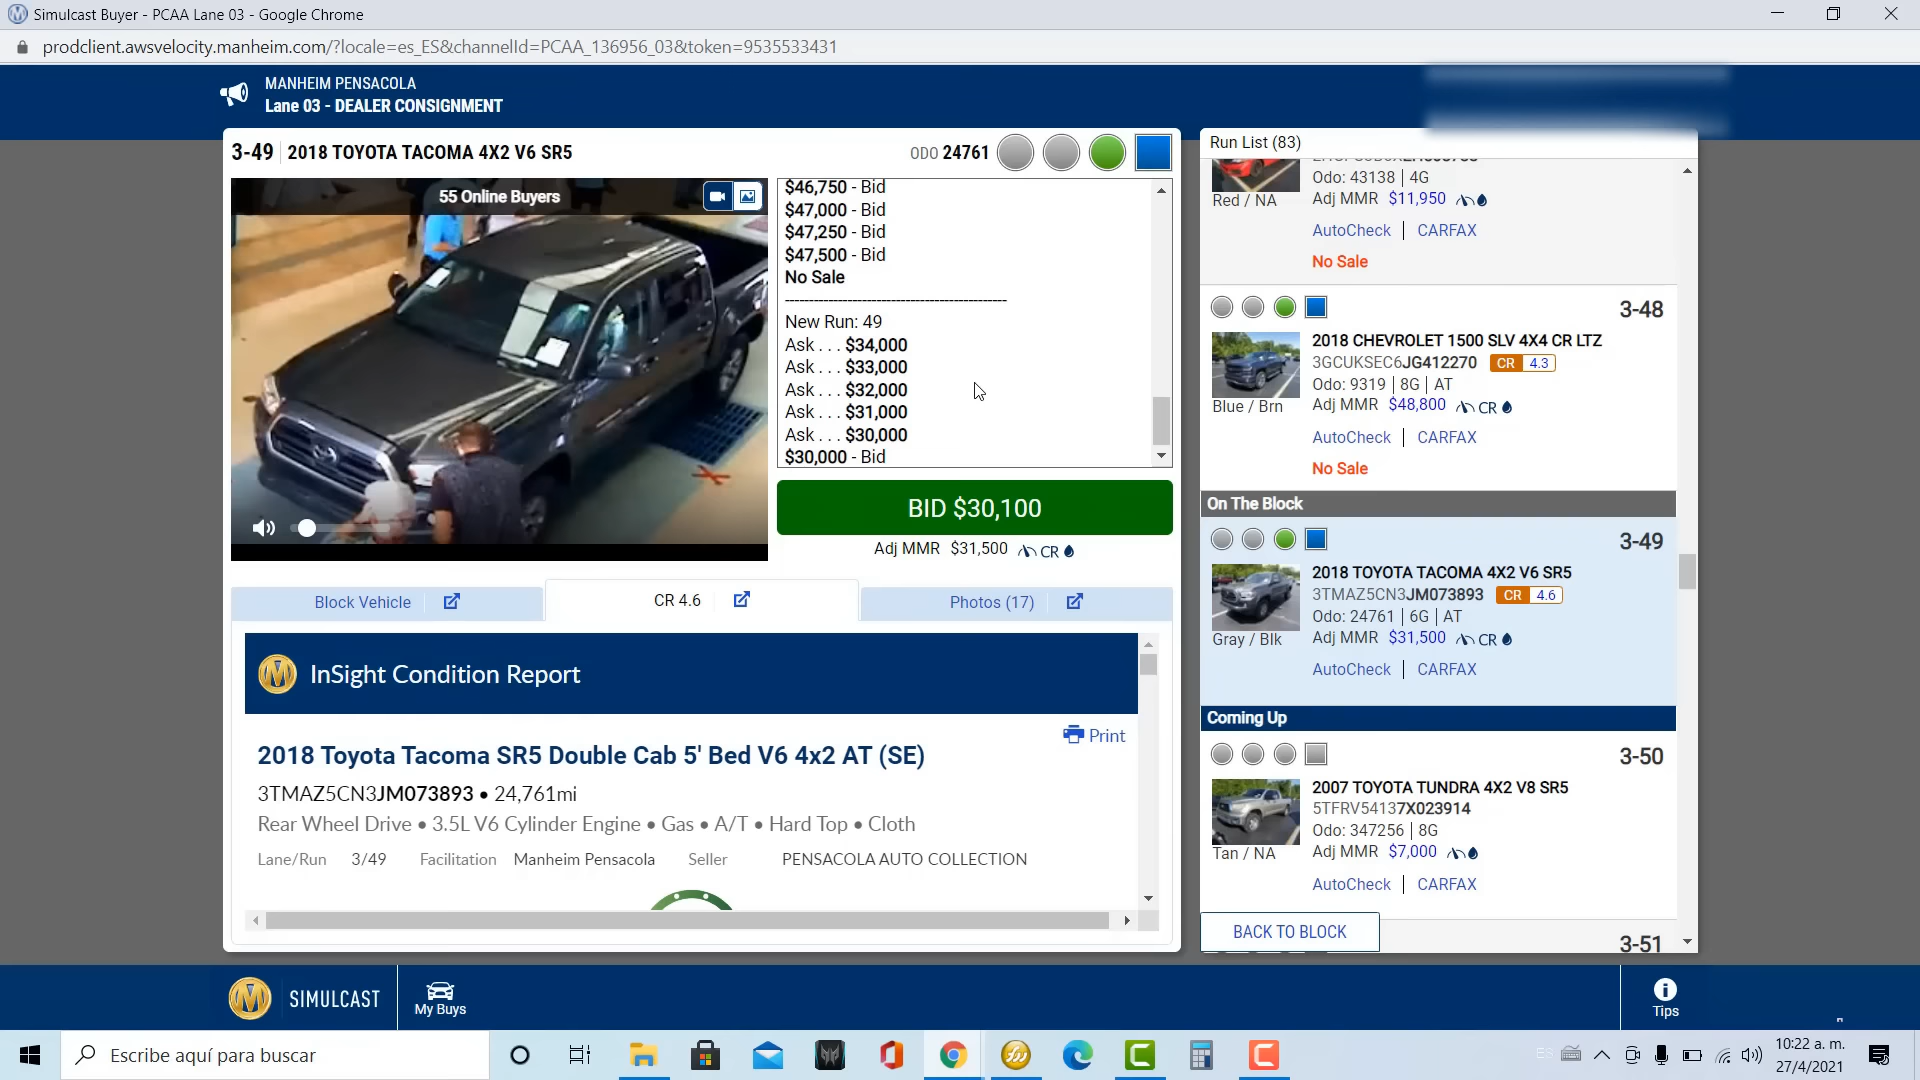 Simulcast Buyer - PCAA Lane 03 - Google Chrome
prodclient.awsvelocity.manheim.com/?locale=es_ES&channelId=PCAA_136956_03&token=9535533431
MANHEIM PENSACOLA
Lane 03 - DEALER CONSIGNMENT
3-49 2018 TOYOTA TACOMA 4X2 V6 SR5
ODO 24761
55 Online Buyers
$46,750 - Bid
$47,000 - Bid
$47,250 - Bid
$47,500 - Bid
No Sale
----------------------------------------------
New Run: 49
Ask . . . $34,000
Ask . . . $33,000
Ask . . . $32,000
Ask . . . $31,000
Ask . . . $30,000
$30,000 - Bid
BID $30,100
Adj MMR $31,500 CR
Block Vehicle
CR 4.6
Photos (17)
M InSight Condition Report
Print
2018 Toyota Tacoma SR5 Double Cab 5' Bed V6 4x2 AT (SE)
3TMAZ5CN3JM073893 • 24,761mi
Rear Wheel Drive • 3.5L V6 Cylinder Engine • Gas • A/T • Hard Top • Cloth
Lane/Run 3/49 Facilitation Manheim Pensacola Seller PENSACOLA AUTO COLLECTION
Run List (83)
Red / NA
Odo: 43138 | 4G
Adj MMR $11,950
AutoCheck | CARFAX
No Sale
3-48
2018 CHEVROLET 1500 SLV 4X4 CR LTZ
3GCUKSEC6JG412270 CR 4.3
Odo: 9319 | 8G | AT
Blue / Brn
Adj MMR $48,800 CR
AutoCheck | CARFAX
No Sale
On The Block
3-49
2018 TOYOTA TACOMA 4X2 V6 SR5
3TMAZ5CN3JM073893 CR 4.6
Odo: 24761 | 6G | AT
Gray / Blk
Adj MMR $31,500 CR
AutoCheck | CARFAX
Coming Up
3-50
2007 TOYOTA TUNDRA 4X2 V8 SR5
5TFRV54137X023914
Odo: 347256 | 8G
Tan / NA
Adj MMR $7,000
AutoCheck | CARFAX
BACK TO BLOCK
3-51
M SIMULCAST
My Buys
Tips
Escribe aquí para buscar
10:22 a. m.
27/4/2021